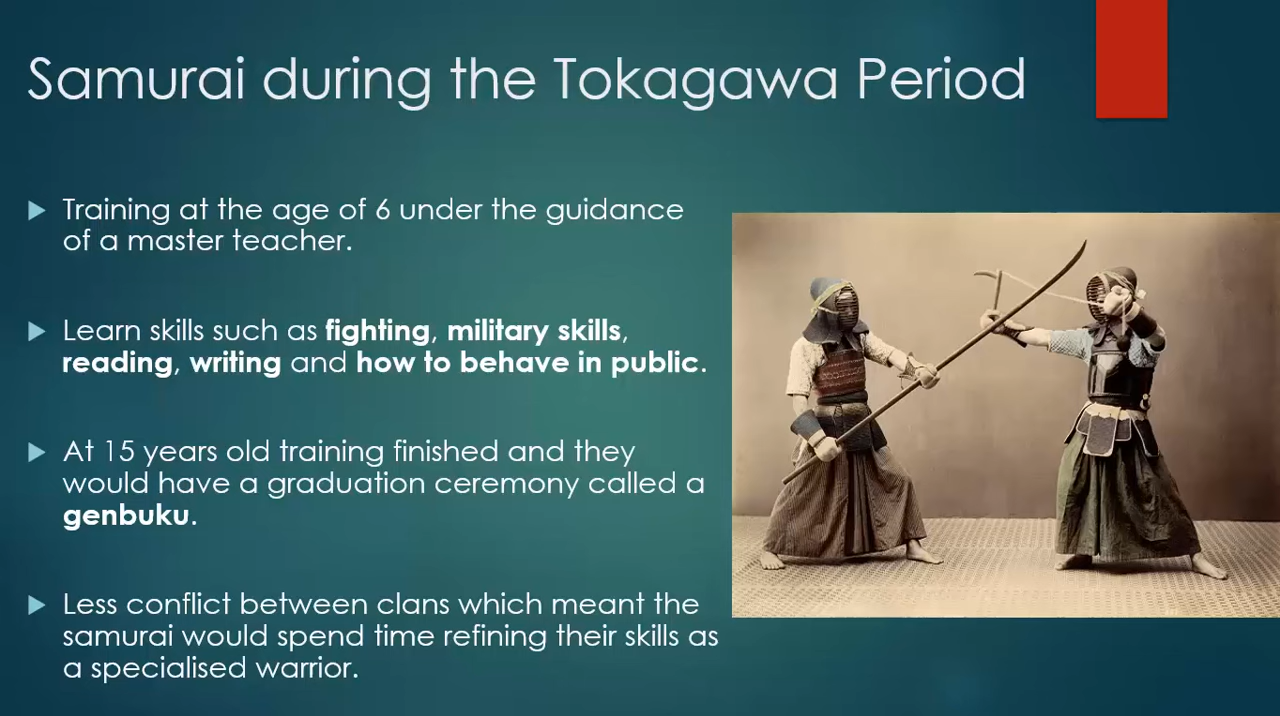 Samurai during the Tokagawa Period
Training at the age of 6 under the guidance
of a master teacher.
Learn skills such as fighting, military skills,
reading, writing and how to behave in public.
At 15 years old training finished and they
would have a graduation ceremony called a
genbuku.
Less conflict between clans which meant the
samurai would spend time refining their skills as
a specialised warrior.